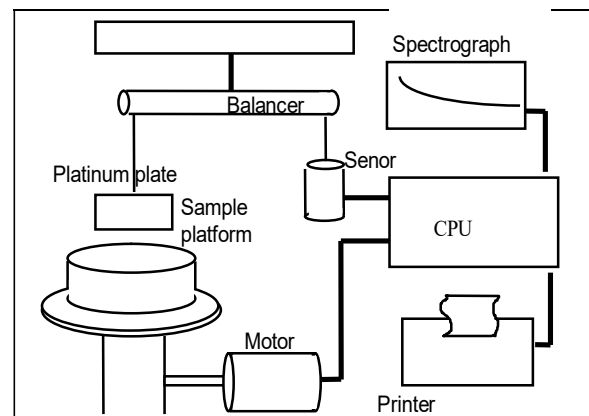 Spectrograph
Balancer
Senor
Platinum plate
Sample
platform
CPU
Motor
Printer